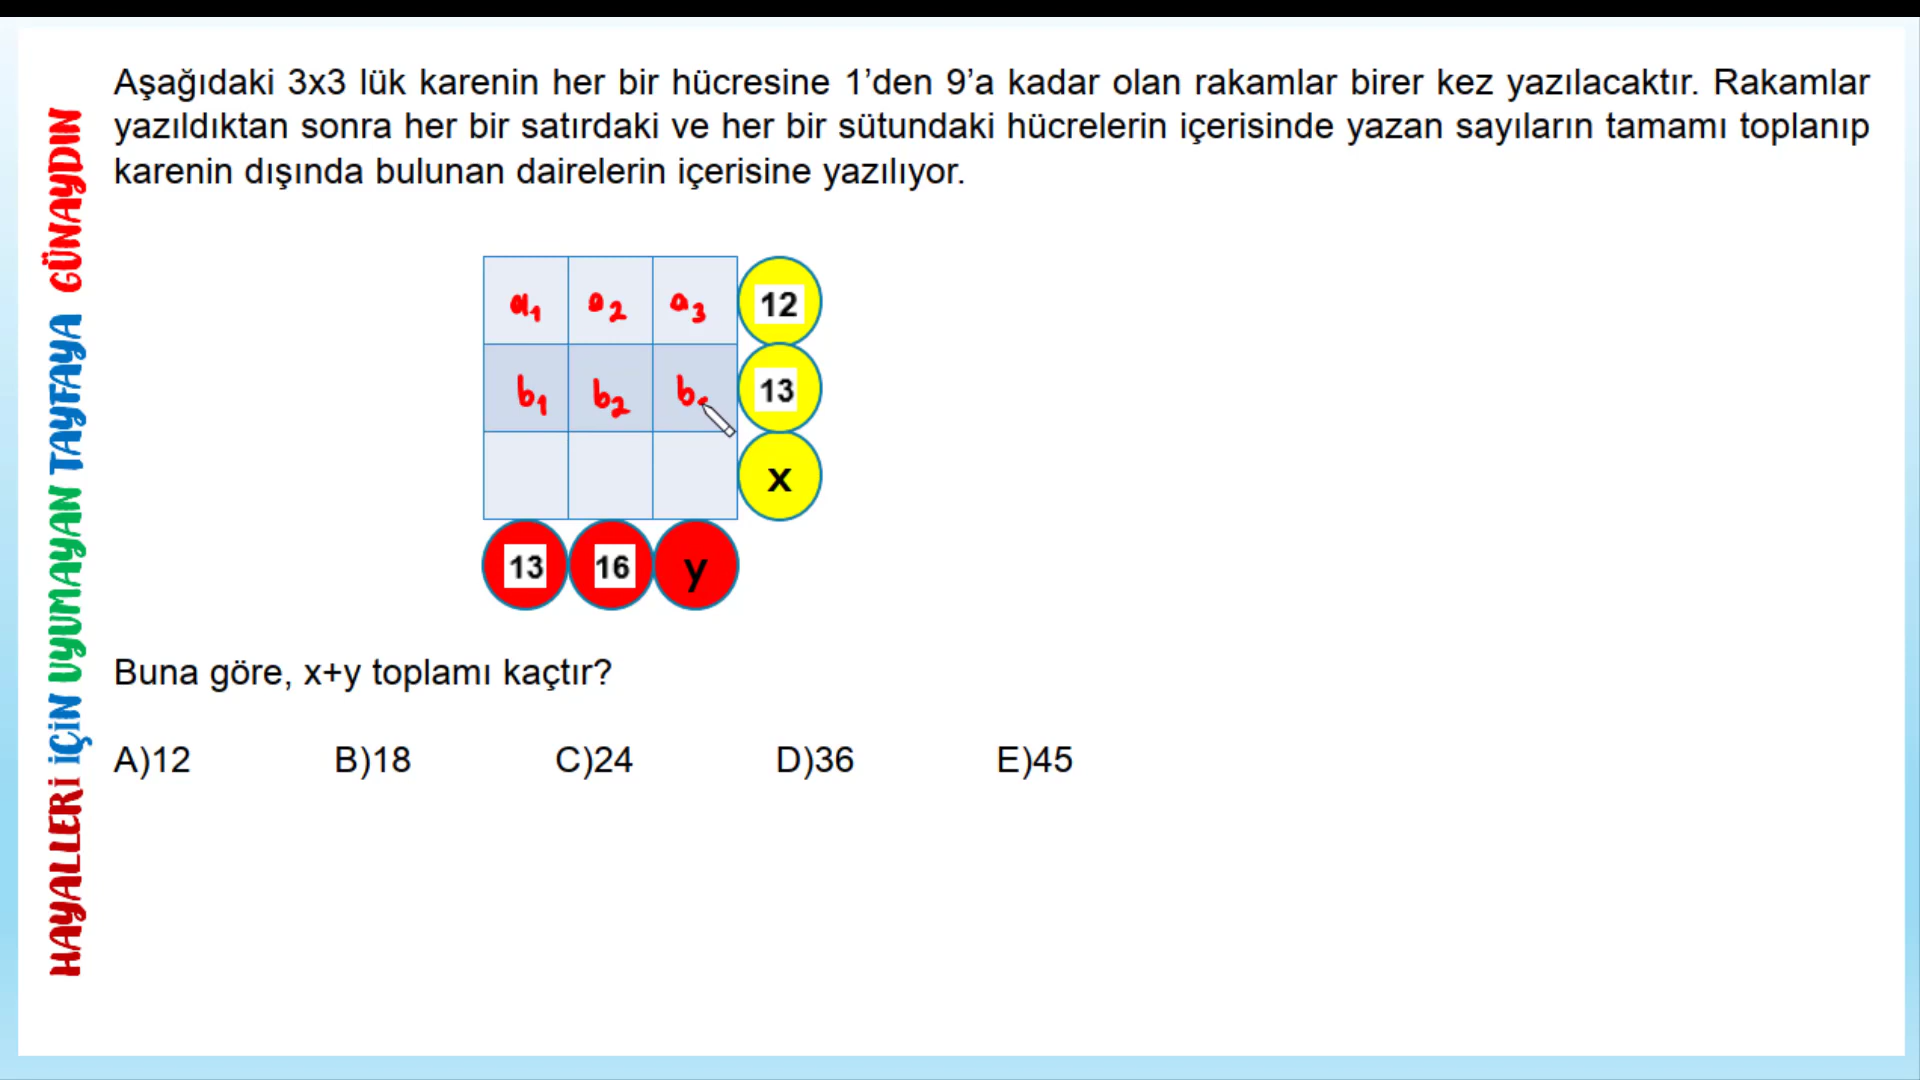 Aşağıdaki 3x3 lük karenin her bir hücresine 1’den 9’a kadar olan rakamlar birer kez yazılacaktır. Rakamlar
yazıldıktan sonra her bir satırdaki ve her bir sütundaki hücrelerin içerisinde yazan sayıların tamamı toplanıp
karenin dışında bulunan dairelerin içerisine yazılıyor.
HAYALLERİ İÇİN UYUMAYAN TAYFAYA GÜNAYDIN
a1 a2 a3 12
b1 b2 b 13
x
13 16 y
Buna göre, x+y toplamı kaçtır?
A)12 B)18 C)24 D)36 E)45